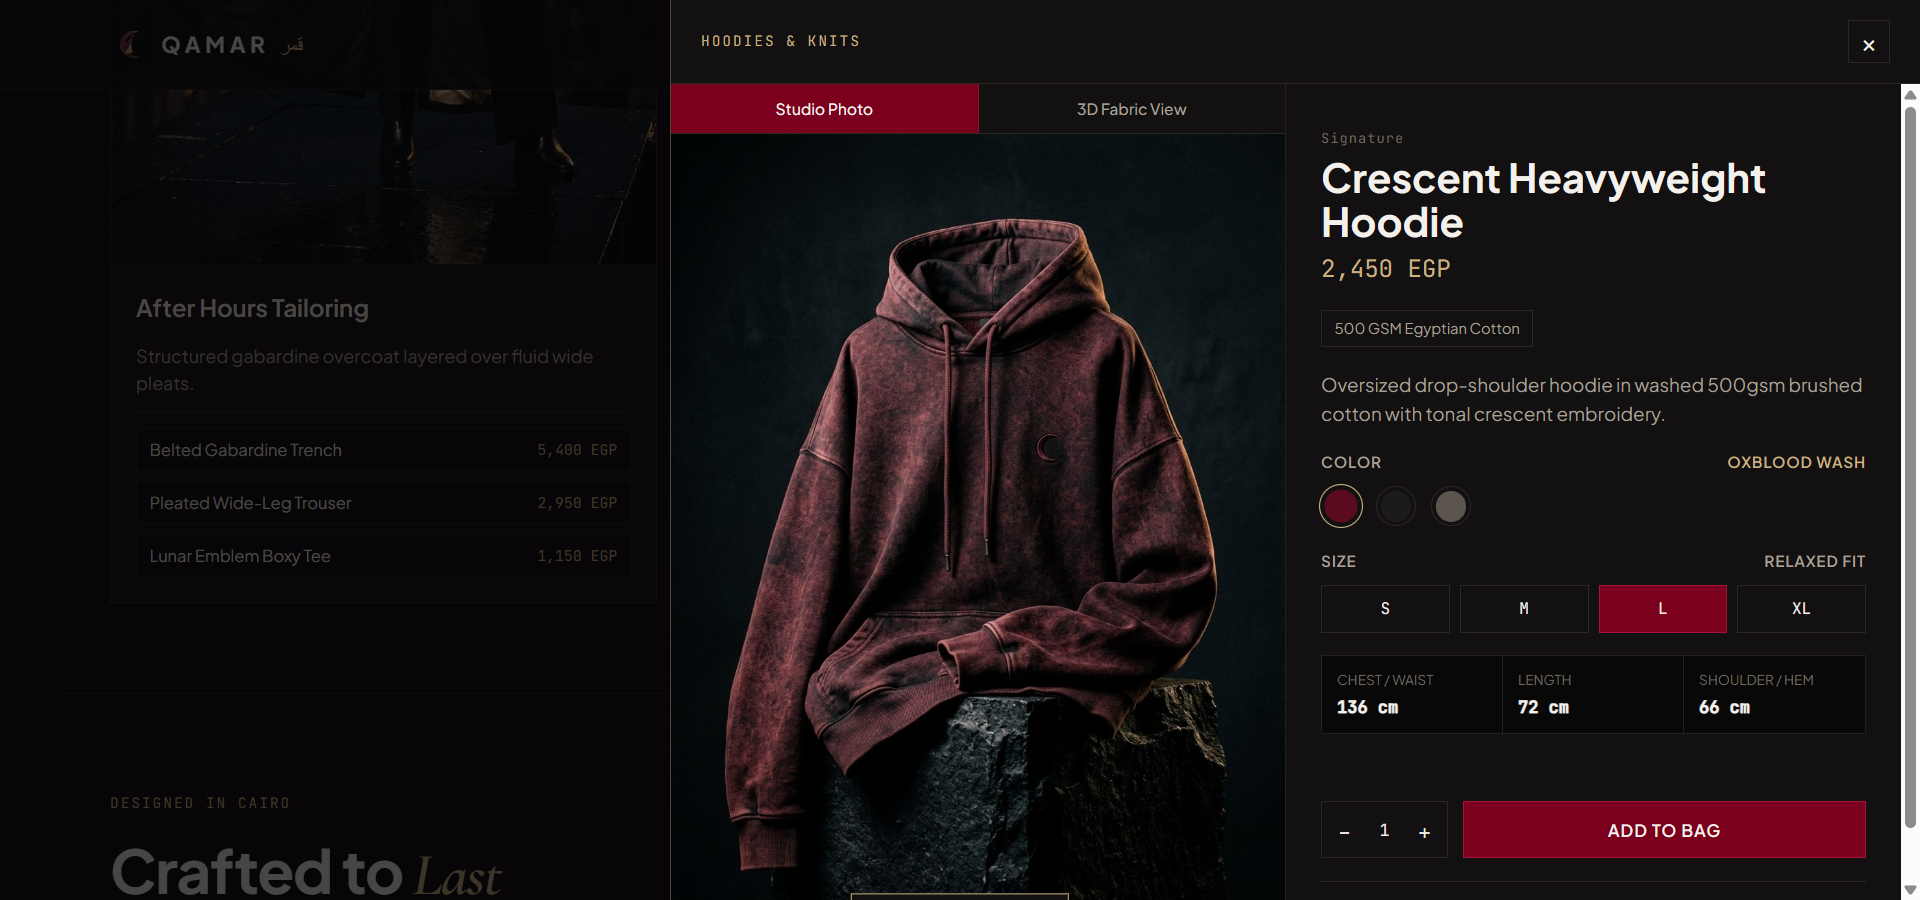 QAMAR قمر
After Hours Tailoring
Structured gabardine overcoat layered over fluid wide
pleats.
Belted Gabardine Trench 5,400 EGP
Pleated Wide-Leg Trouser 2,950 EGP
Lunar Emblem Boxy Tee 1,150 EGP
DESIGNED IN CAIRO
Crafted to Last
HOODIES & KNITS
×
Studio Photo 3D Fabric View
Signature
Crescent Heavyweight
Hoodie
2,450 EGP
500 GSM Egyptian Cotton
Oversized drop-shoulder hoodie in washed 500gsm brushed
cotton with tonal crescent embroidery.
COLOR OXBLOOD WASH
SIZE RELAXED FIT
S M L XL
CHEST / WAIST LENGTH SHOULDER / HEM
136 cm 72 cm 66 cm
− 1 + ADD TO BAG